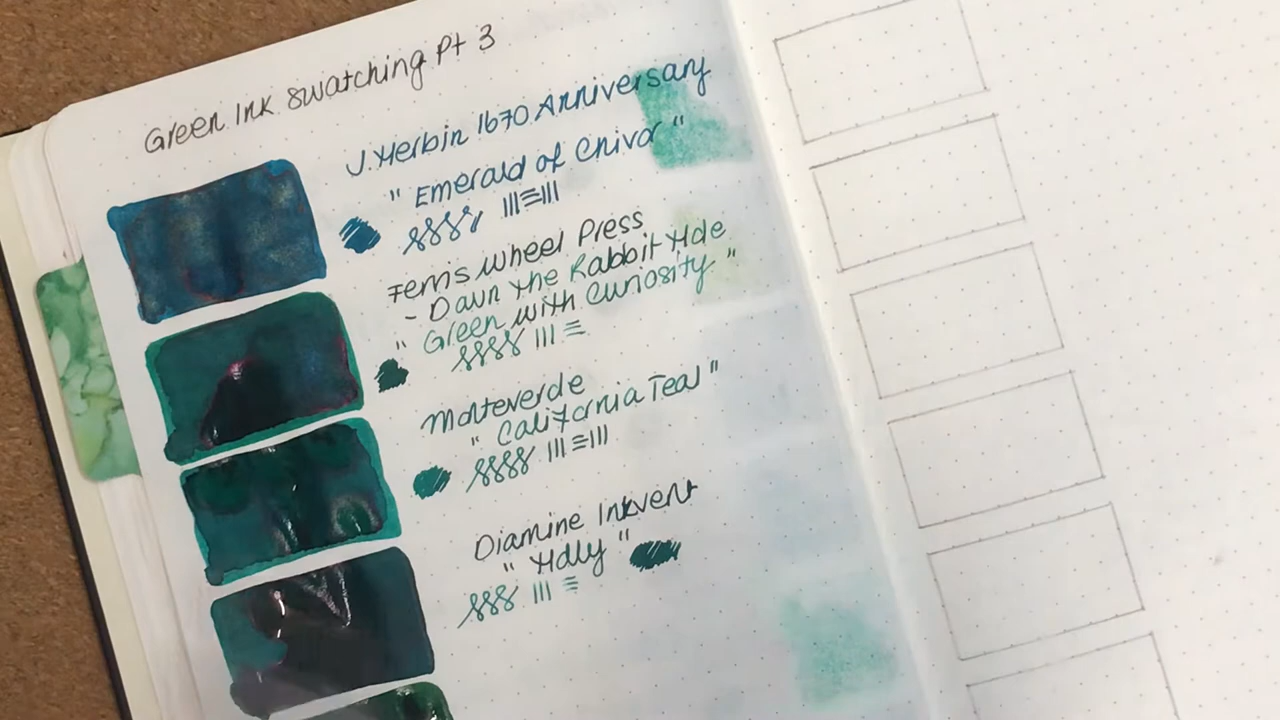 Green Ink Swatching Pt 3
J. Herbin 1670 Anniversary
" Emerald of Chivor "
Ferris Wheel Press
- Down the Rabbit Hole
" Green with Curiosity "
Monteverde
" California Teal "
Diamine Inkvent
" Holly "